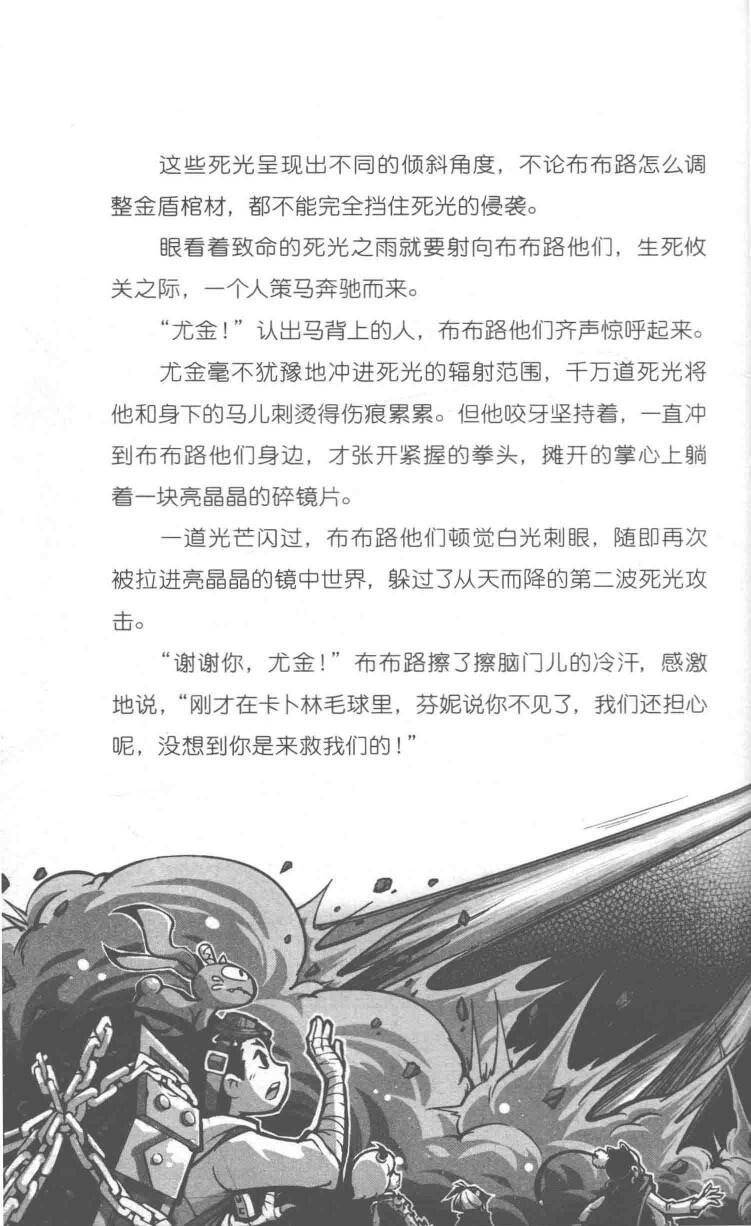 这些死光呈现出不同的倾斜角度，不论布布路怎么调
整金盾棺材，都不能完全挡住死光的侵袭。
眼看着致命的死光之雨就要射向布布路他们，生死攸
关之际，一个人策马奔驰而来。
“尤金！”认出马背上的人，布布路他们齐声惊呼起来。
尤金毫不犹豫地冲进死光的辐射范围，千万道死光将
他和身下的马儿刺烫得伤痕累累。但他咬牙坚持着，一直冲
到布布路他们身边，才张开紧握的拳头，摊开的掌心上躺
着一块亮晶晶的碎镜片。
一道光芒闪过，布布路他们顿觉白光刺眼，随即再次
被拉进亮晶晶的镜中世界，躲过了从天而降的第二波死光攻
击。
“谢谢你，尤金！”布布路擦了擦脑门儿的冷汗，感激
地说，“刚才在卡卜林毛球里，芬妮说你不见了，我们还担心
呢，没想到你是来救我们的！”